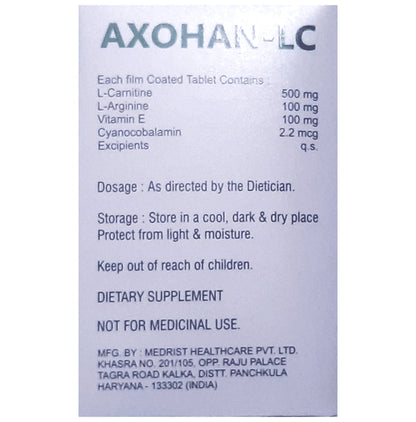 AXOHAN-LC
Each film Coated Tablet Contains :
L-Carnitine 500 mg
L-Arginine 100 mg
Vitamin E 100 mg
Cyanocobalamin 2.2 mcg
Excipients q.s.
Dosage : As directed by the Dietician.
Storage : Store in a cool, dark & dry place
Protect from light & moisture.
Keep out of reach of children.
DIETARY SUPPLEMENT
NOT FOR MEDICINAL USE.
MFG. BY : MEDRIST HEALTHCARE PVT. LTD.
KHASRA NO. 201/105, OPP. RAJU PALACE
TAGRA ROAD KALKA, DISTT. PANCHKULA
HARYANA - 133302 (INDIA)